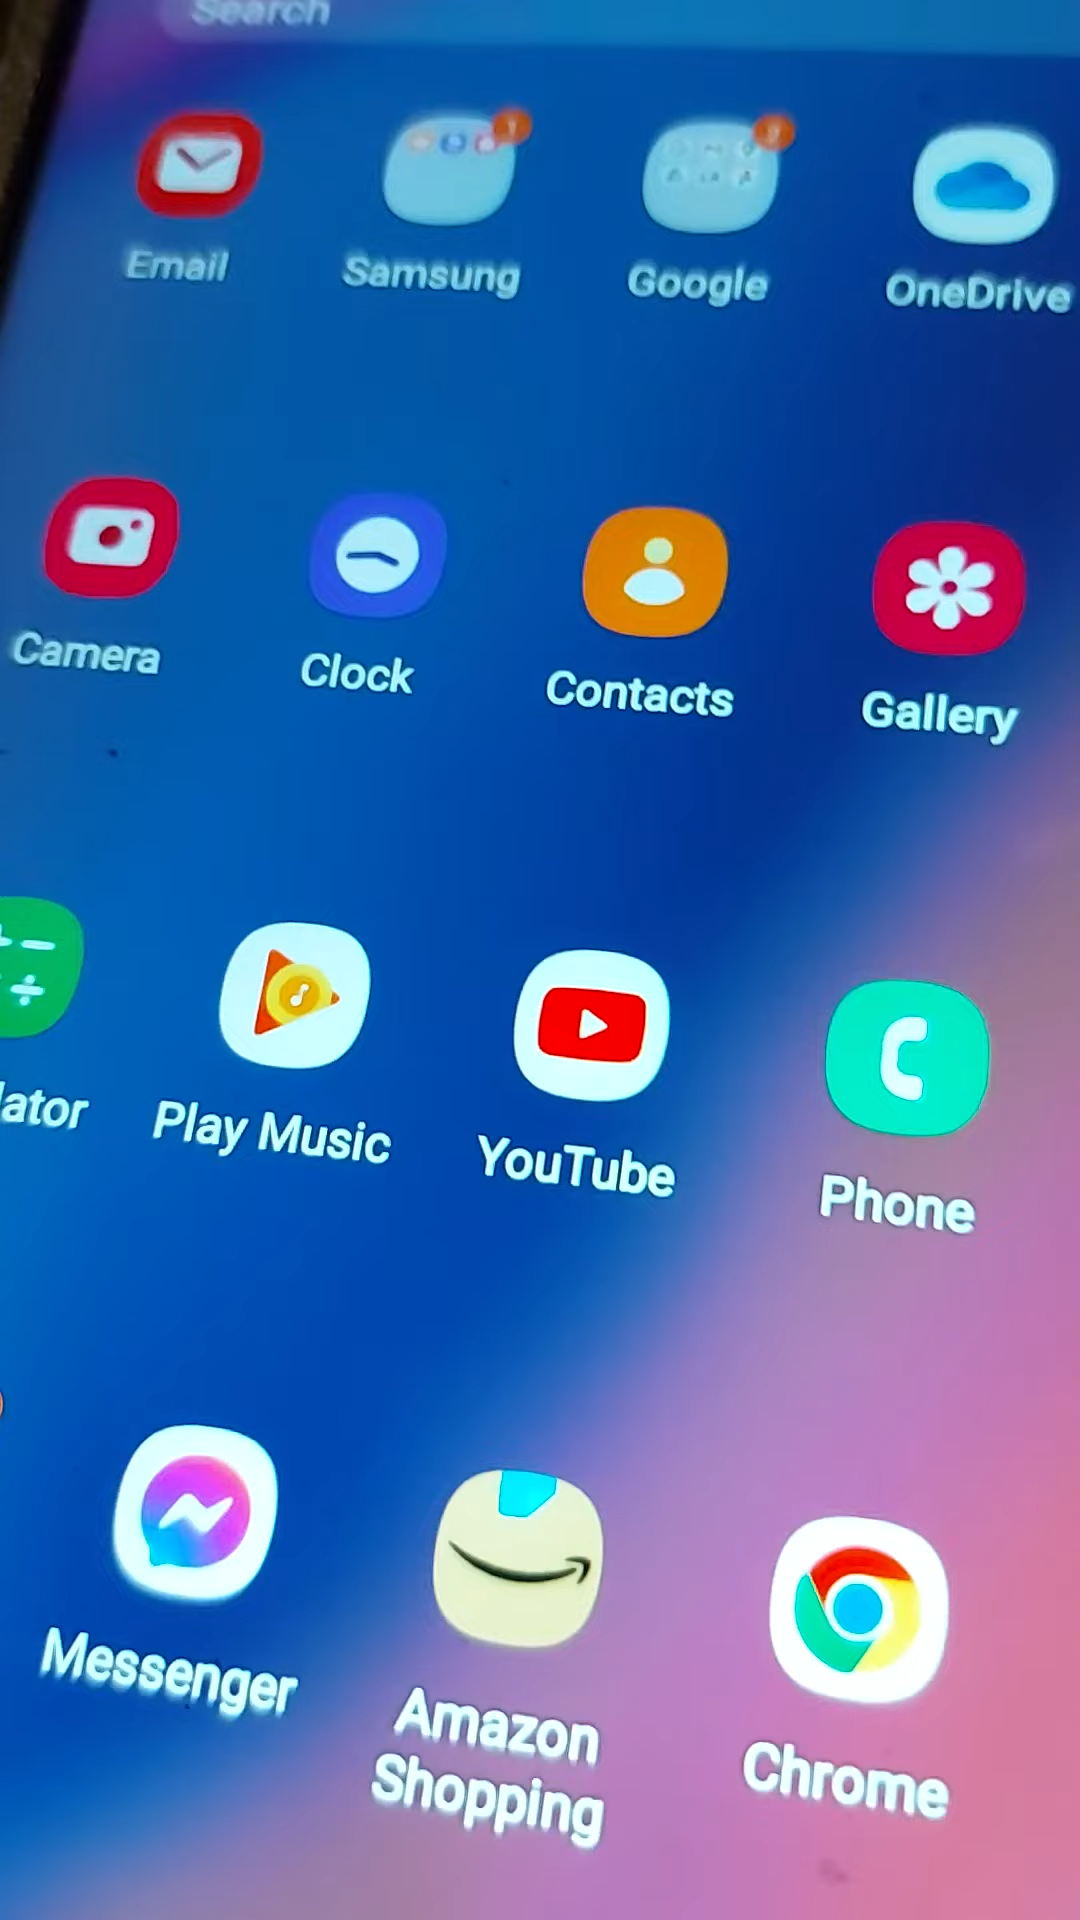 Search
Email
Samsung
Google
OneDrive
Camera
Clock
Contacts
Gallery
lator
Play Music
YouTube
Phone
Messenger
Amazon
Shopping
Chrome